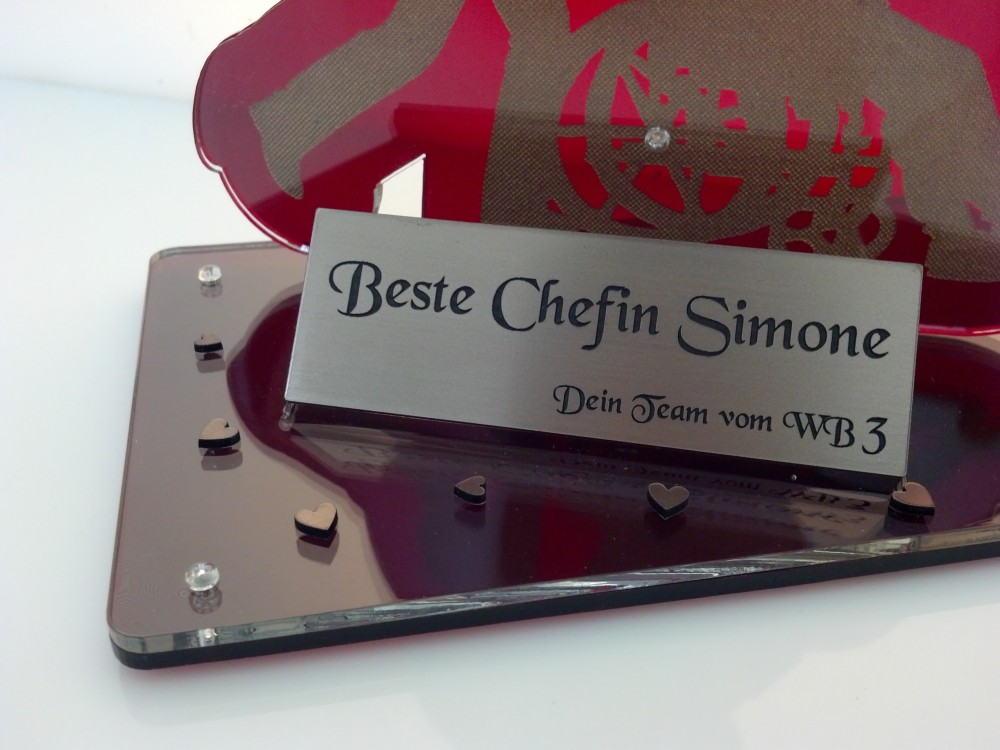 Beste Chefin Simone
Dein Team vom WB 3